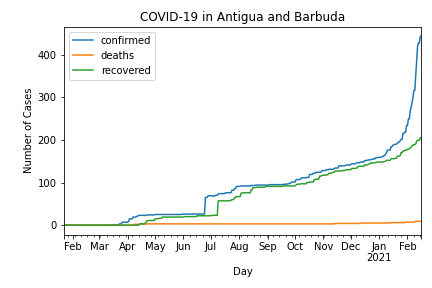 COVID-19 in Antigua and Barbuda
confirmed
deaths
recovered
Number of Cases
400
300
200
100
0
Feb Mar Apr May Jun Jul Aug Sep Oct Nov Dec Jan Feb
2021
Day